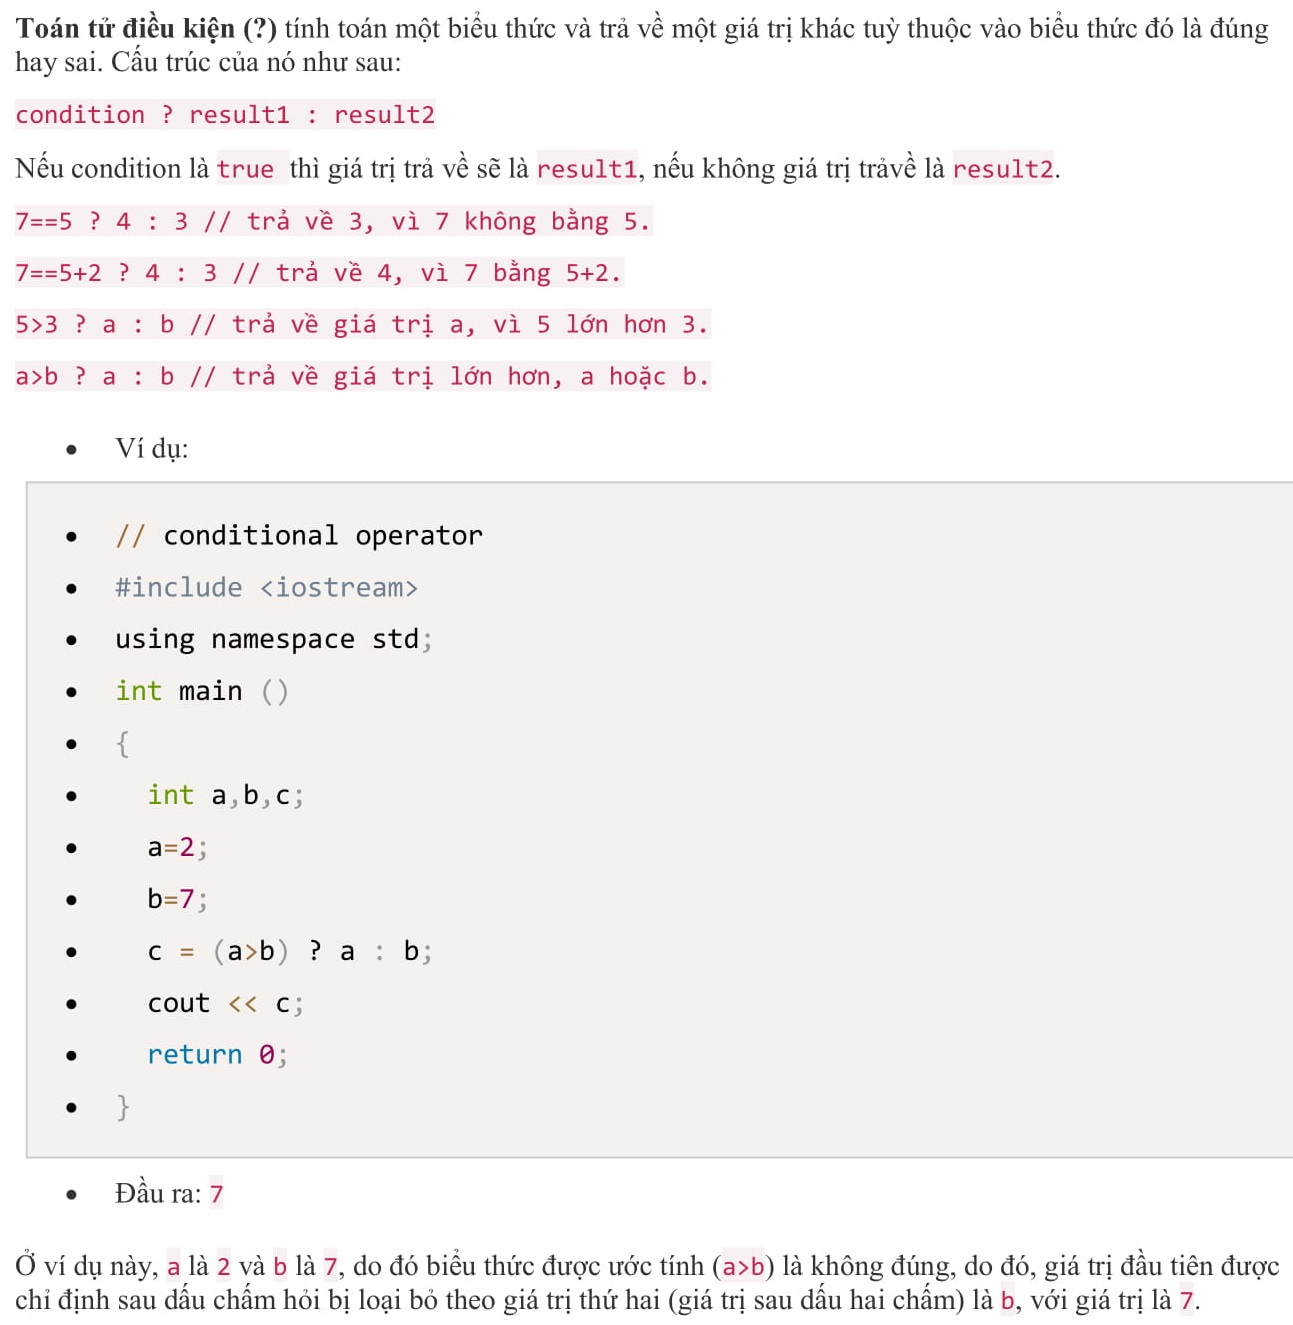 Toán tử điều kiện (?) tính toán một biểu thức và trả về một giá trị khác tuỳ thuộc vào biểu thức đó là đúng
hay sai. Cấu trúc của nó như sau:
condition ? result1 : result2
Nếu condition là true thì giá trị trả về sẽ là result1, nếu không giá trị trảvề là result2.
7==5 ? 4 : 3 // trả về 3, vì 7 không bằng 5.
7==5+2 ? 4 : 3 // trả về 4, vì 7 bằng 5+2.
5>3 ? a : b // trả về giá trị a, vì 5 lớn hơn 3.
a>b ? a : b // trả về giá trị lớn hơn, a hoặc b.
• Ví dụ:
• // conditional operator
• #include <iostream>
• using namespace std;
• int main ()
• {
• int a,b,c;
• a=2;
• b=7;
• c = (a>b) ? a : b;
• cout << c;
• return 0;
• }
• Đầu ra: 7
Ở ví dụ này, a là 2 và b là 7, do đó biểu thức được ước tính (a>b) là không đúng, do đó, giá trị đầu tiên được
chỉ định sau dấu chấm hỏi bị loại bỏ theo giá trị thứ hai (giá trị sau dấu hai chấm) là b, với giá trị là 7.